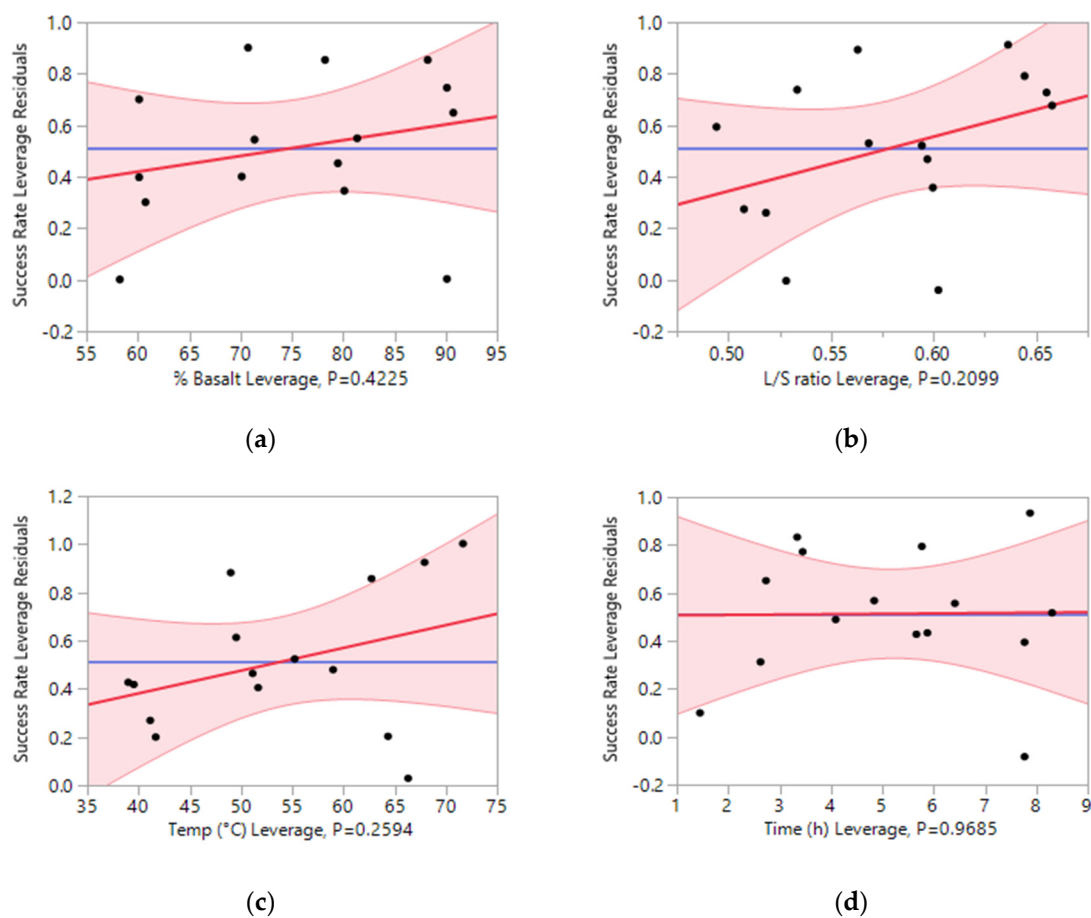 Success Rate Leverage Residuals
1.0
0.8
0.6
0.4
0.2
0.0
-0.2
55 60 65 70 75 80 85 90 95
% Basalt Leverage, P=0.4225
(a)
Success Rate Leverage Residuals
1.0
0.8
0.6
0.4
0.2
0.0
-0.2
0.50 0.55 0.60 0.65
L/S ratio Leverage, P=0.2099
(b)
Success Rate Leverage Residuals
1.2
1.0
0.8
0.6
0.4
0.2
0.0
35 40 45 50 55 60 65 70 75
Temp (°C) Leverage, P=0.2594
(c)
Success Rate Leverage Residuals
1.0
0.8
0.6
0.4
0.2
0.0
-0.2
1 2 3 4 5 6 7 8 9
Time (h) Leverage, P=0.9685
(d)